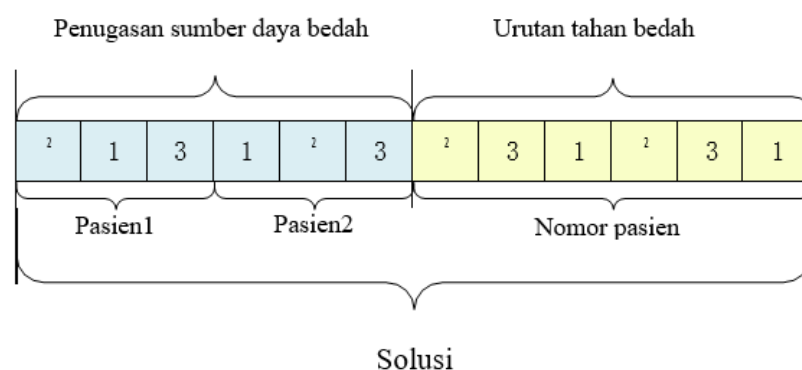 Penugasan sumber daya bedah Urutan tahan bedah
2 1 3 1 2 3 2 3 1 2 3 1
Pasien1 Pasien2 Nomor pasien
Solusi